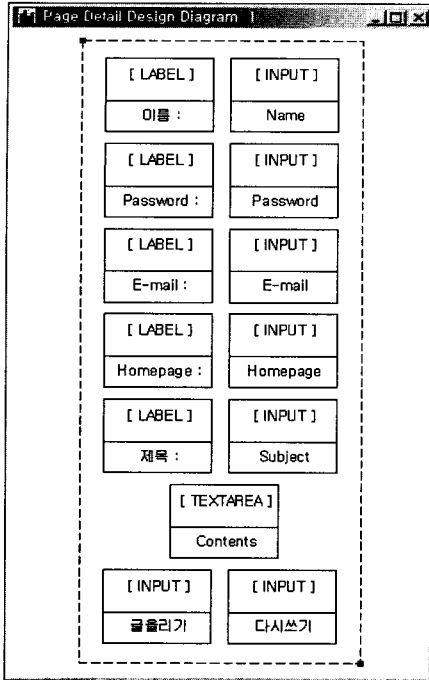 Page Detail Design Diagram 1
[ LABEL ] [ INPUT ]
이름 : Name
[ LABEL ] [ INPUT ]
Password : Password
[ LABEL ] [ INPUT ]
E-mail : E-mail
[ LABEL ] [ INPUT ]
Homepage : Homepage
[ LABEL ] [ INPUT ]
제목 : Subject
[ TEXTAREA ]
Contents
[ INPUT ] [ INPUT ]
글올리기 다시쓰기